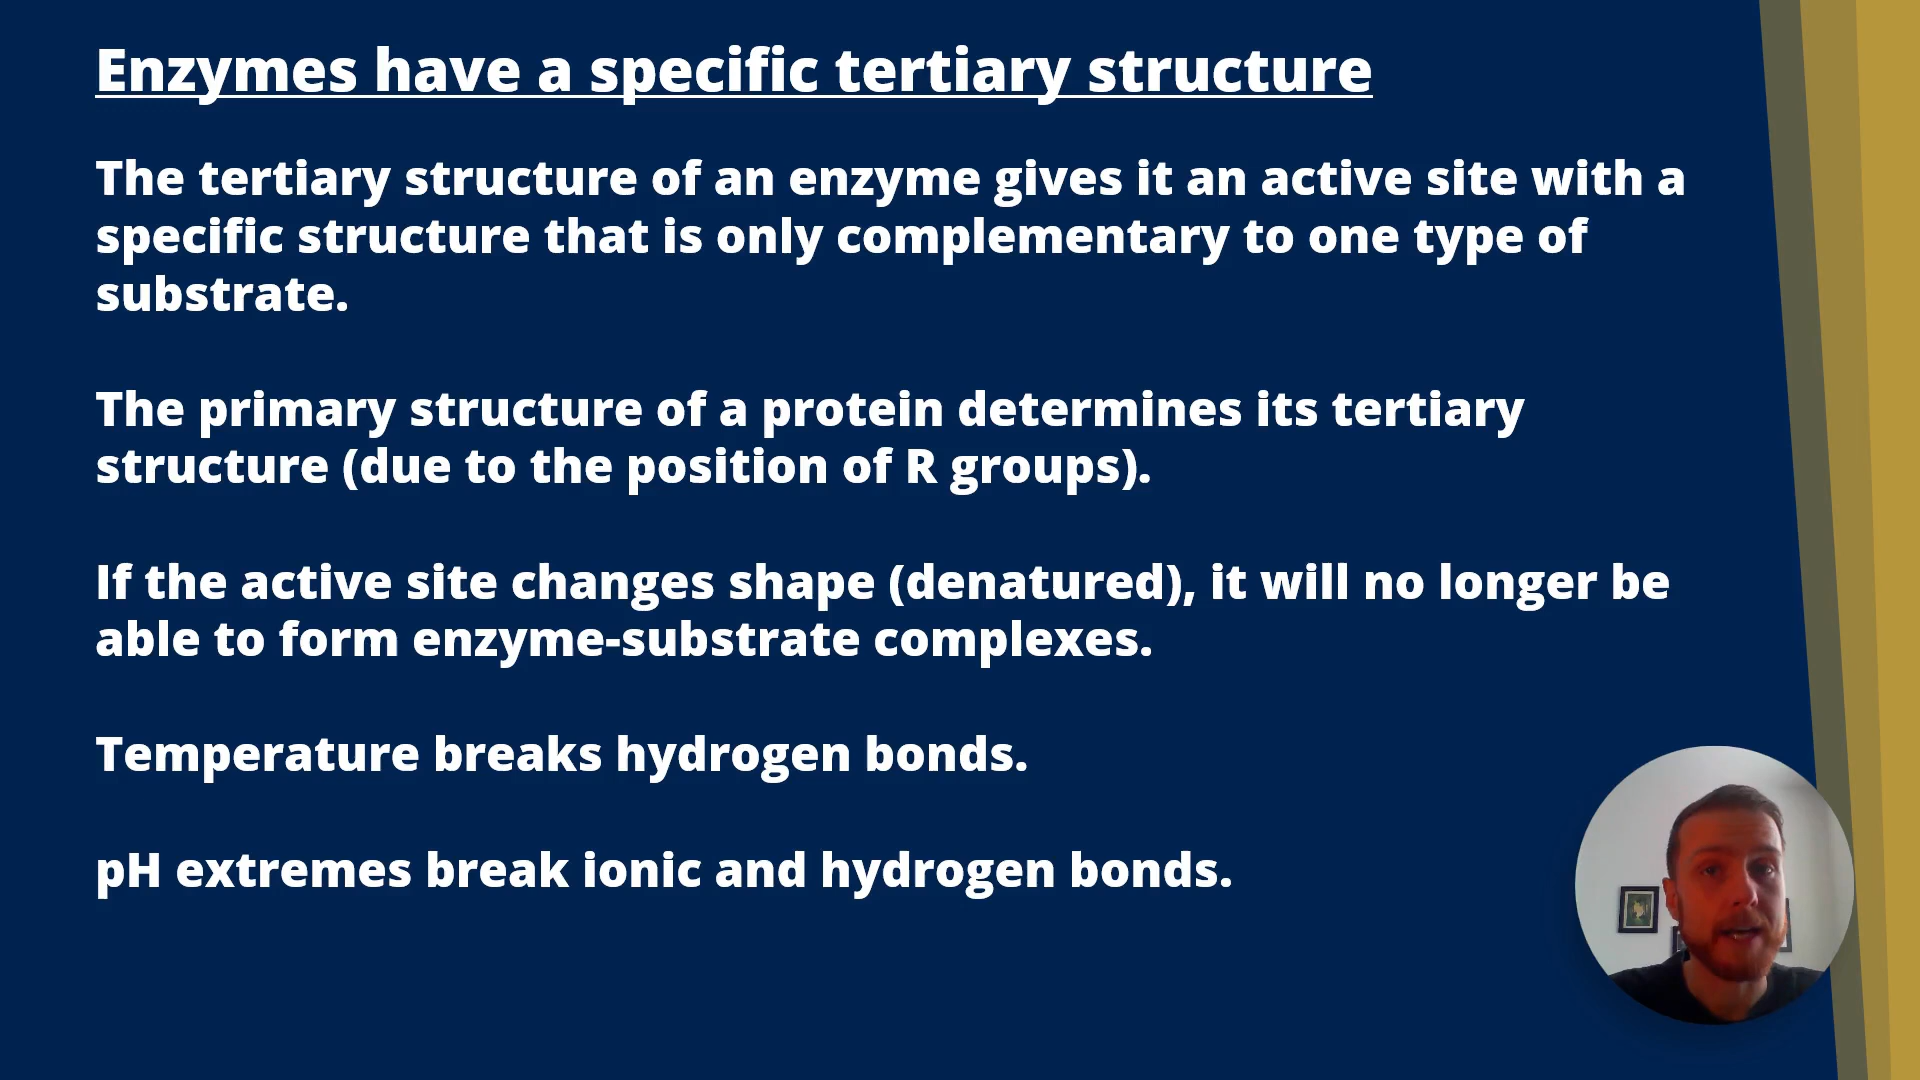 Enzymes have a specific tertiary structure
The tertiary structure of an enzyme gives it an active site with a
specific structure that is only complementary to one type of
substrate.
The primary structure of a protein determines its tertiary
structure (due to the position of R groups).
If the active site changes shape (denatured), it will no longer be
able to form enzyme-substrate complexes.
Temperature breaks hydrogen bonds.
pH extremes break ionic and hydrogen bonds.